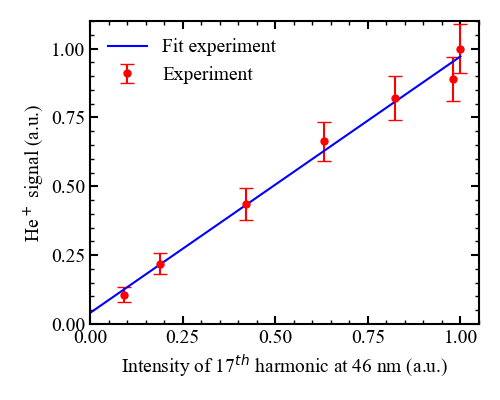 Fit experiment
Experiment
He⁺ signal (a.u.)
1.00
0.75
0.50
0.25
0.00
0.00 0.25 0.50 0.75 1.00
Intensity of 17ᵗʰ harmonic at 46 nm (a.u.)